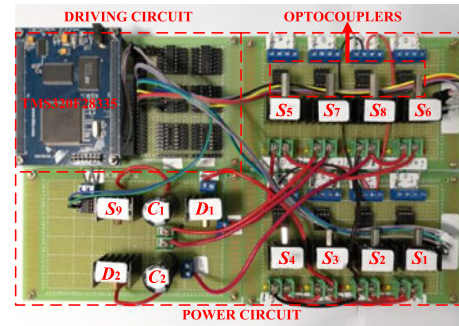 DRIVING CIRCUIT
OPTOCOUPLERS
TMS320F28335
S5 S7 S8 S6
S9 C1 D1
S4 S3 S2 S1
D2 C2
POWER CIRCUIT